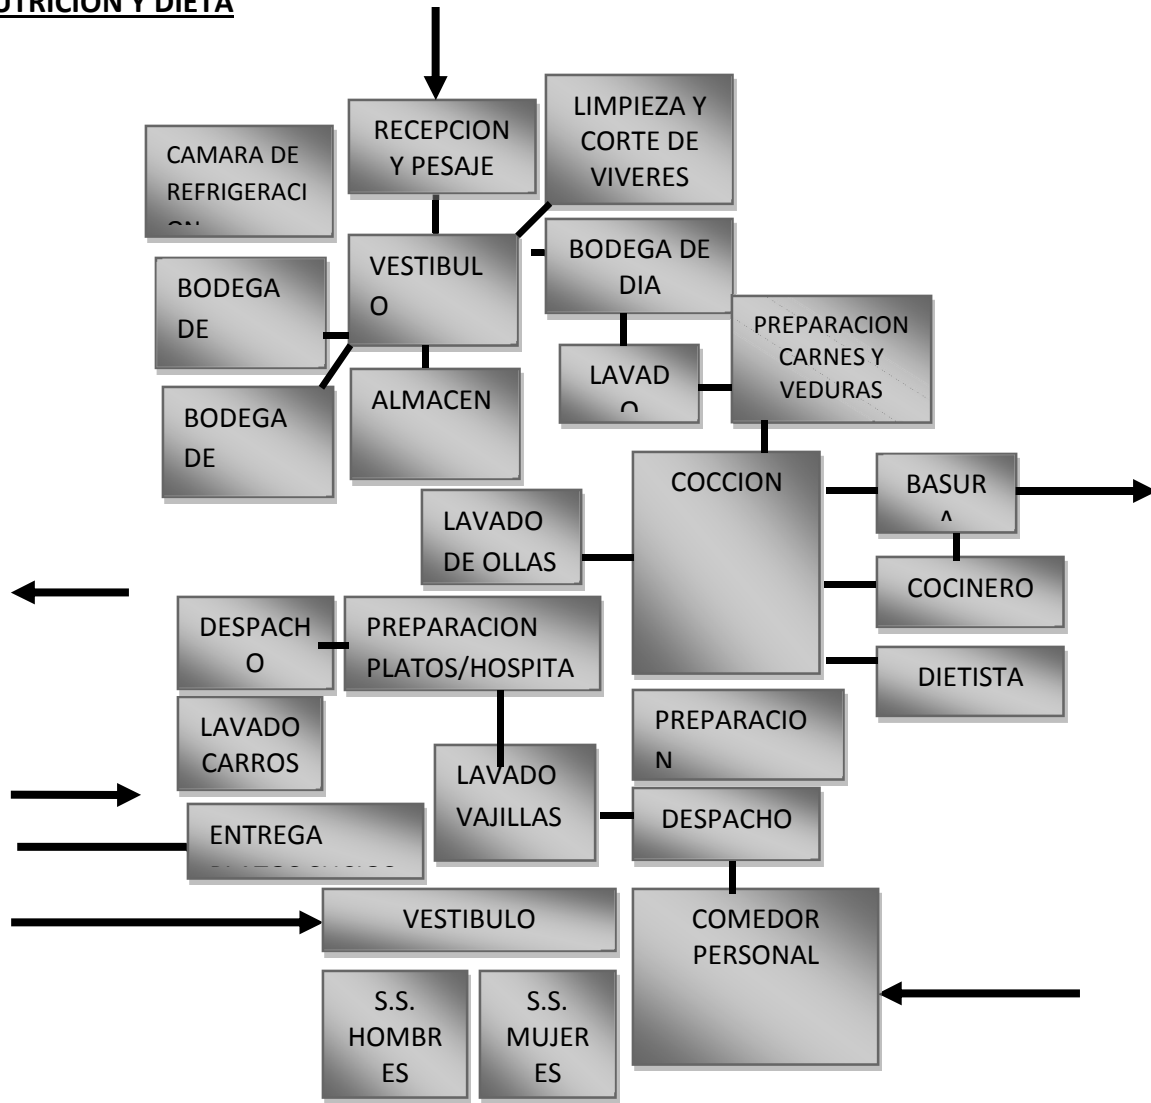 UTRICION Y DIETA
RECEPCION
Y PESAJE
LIMPIEZA Y
CORTE DE
VIVERES
CAMARA DE
REFRIGERACI
ON
VESTIBUL
O
BODEGA DE
DIA
BODEGA
DE
PREPARACION
CARNES Y
VEDURAS
LAVAD
O
ALMACEN
BODEGA
DE
COCCION
BASUR
A
LAVADO
DE OLLAS
COCINERO
DESPACH
O
PREPARACION
PLATOS/HOSPITA
DIETISTA
LAVADO
CARROS
PREPARACIO
N
LAVADO
VAJILLAS
DESPACHO
ENTREGA
VESTIBULO
COMEDOR
PERSONAL
S.S.
HOMBR
ES
S.S.
MUJER
ES